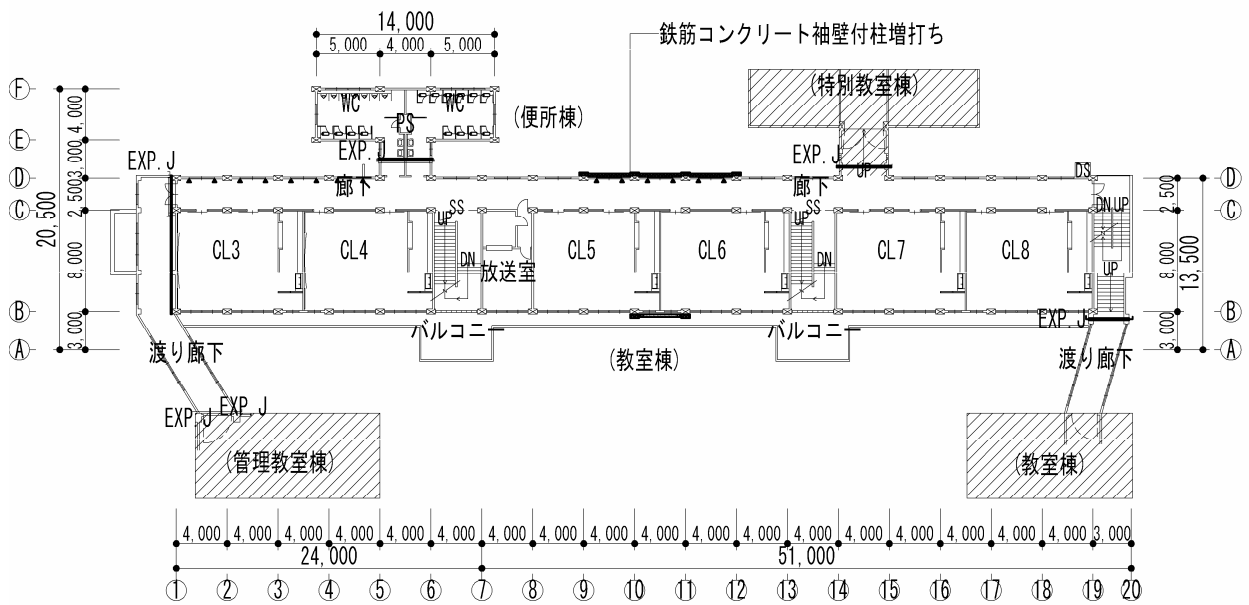 14,000
5,000 4,000 5,000
鉄筋コンクリート袖壁付柱増打ち
F
E
D
C
B
A
4,000
3,000
2,500
8,000
3,000
20,500
WC
PS
WC
(便所棟)
(特別教室棟)
EXP.J
EXP.J
EXP.J
UP
DS
廊下
廊下
D
C
B
A
2,500
8,000
3,000
13,500
CL3
CL4
UP
SS
DN
放送室
CL5
CL6
UP
SS
DN
CL7
CL8
DN UP
UP
EXP.J
バルコニー
バルコニー
渡り廊下
(教室棟)
渡り廊下
EXP.J
EXP.J
(管理教室棟)
(教室棟)
4,000 4,000 4,000 4,000 4,000 4,000 4,000 4,000 4,000 4,000 4,000 4,000 4,000 4,000 4,000 4,000 4,000 4,000 3,000
24,000 51,000
1 2 3 4 5 6 7 8 9 10 11 12 13 14 15 16 17 18 19 20